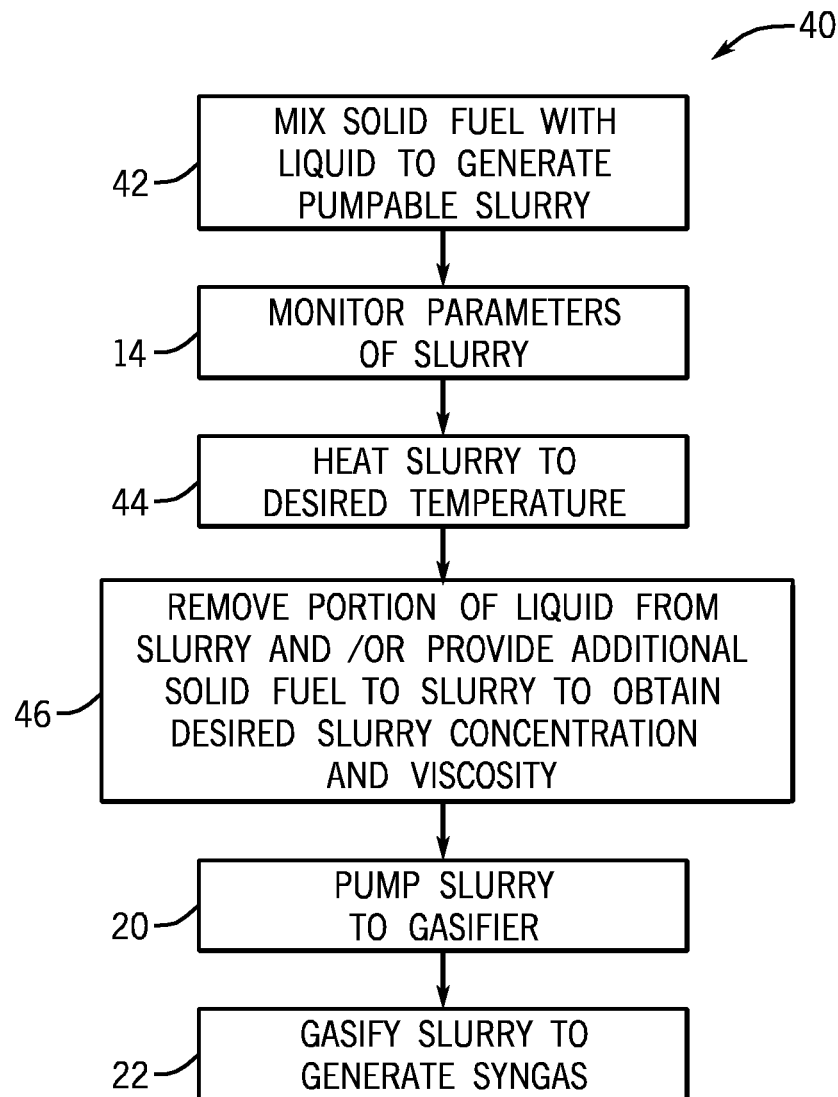 40
MIX SOLID FUEL WITH
LIQUID TO GENERATE
PUMPABLE SLURRY
42
MONITOR PARAMETERS
OF SLURRY
14
HEAT SLURRY TO
DESIRED TEMPERATURE
44
REMOVE PORTION OF LIQUID FROM
SLURRY AND /OR PROVIDE ADDITIONAL
SOLID FUEL TO SLURRY TO OBTAIN
DESIRED SLURRY CONCENTRATION
AND VISCOSITY
46
PUMP SLURRY
TO GASIFIER
20
GASIFY SLURRY TO
GENERATE SYNGAS
22